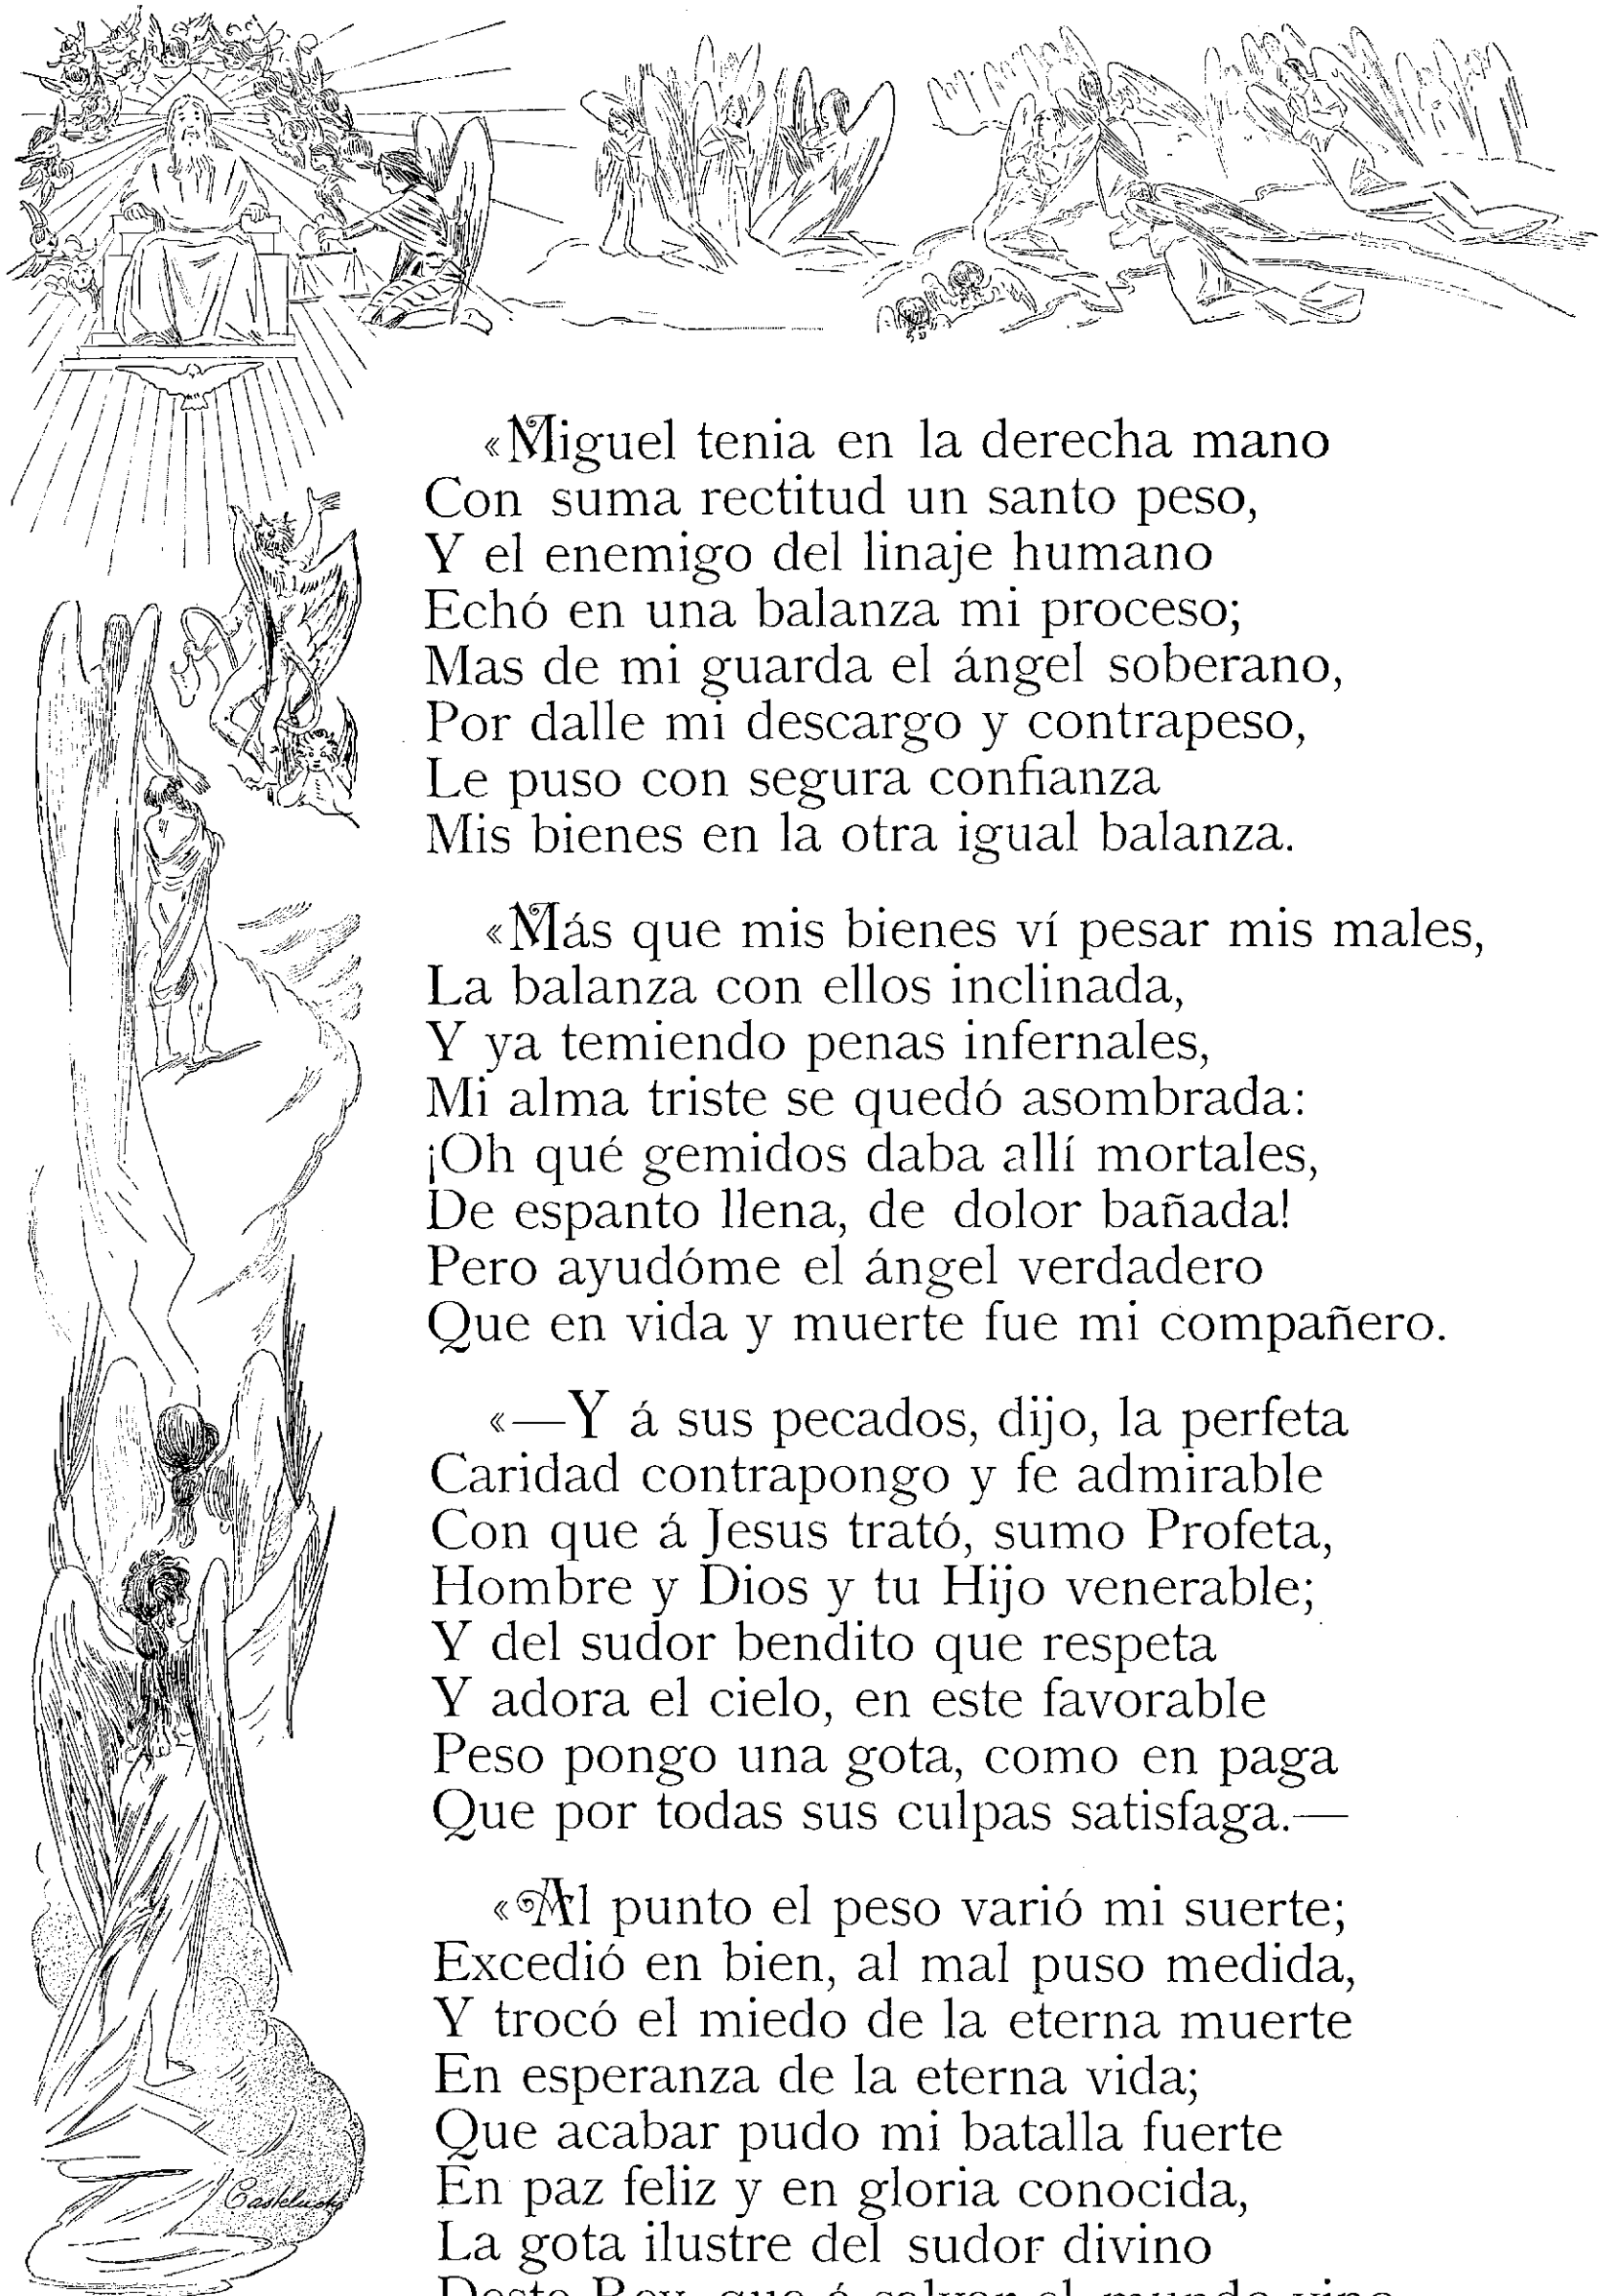 «Miguel tenia en la derecha mano
Con suma rectitud un santo peso,
Y el enemigo del linaje humano
Echó en una balanza mi proceso;
Mas de mi guarda el ángel soberano,
Por dalle mi descargo y contrapeso,
Le puso con segura confianza
Mis bienes en la otra igual balanza.
«Más que mis bienes ví pesar mis males,
La balanza con ellos inclinada,
Y ya temiendo penas infernales,
Mi alma triste se quedó asombrada:
¡Oh qué gemidos daba allí mortales,
De espanto llena, de dolor bañada!
Pero ayudóme el ángel verdadero
Que en vida y muerte fue mi compañero.
«—Y á sus pecados, dijo, la perfeta
Caridad contrapongo y fe admirable
Con que á Jesus trató, sumo Profeta,
Hombre y Dios y tu Hijo venerable;
Y del sudor bendito que respeta
Y adora el cielo, en este favorable
Peso pongo una gota, como en paga
Que por todas sus culpas satisfaga.—
«Al punto el peso varió mi suerte;
Excedió en bien, al mal puso medida,
Y trocó el miedo de la eterna muerte
En esperanza de la eterna vida;
Que acabar pudo mi batalla fuerte
En paz feliz y en gloria conocida,
La gota ilustre del sudor divino
Deste Rey, que á salvar el mundo vino